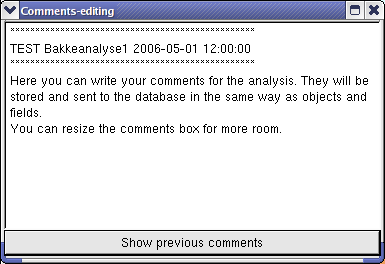 Comments-editing
××××××××××××××××××××××××××××××××××××××××××××××××
TEST Bakkeanalyse1 2006-05-01 12:00:00
××××××××××××××××××××××××××××××××××××××××××××××××
Here you can write your comments for the analysis. They will be
stored and sent to the database in the same way as objects and
fields.
You can resize the comments box for more room.
Show previous comments